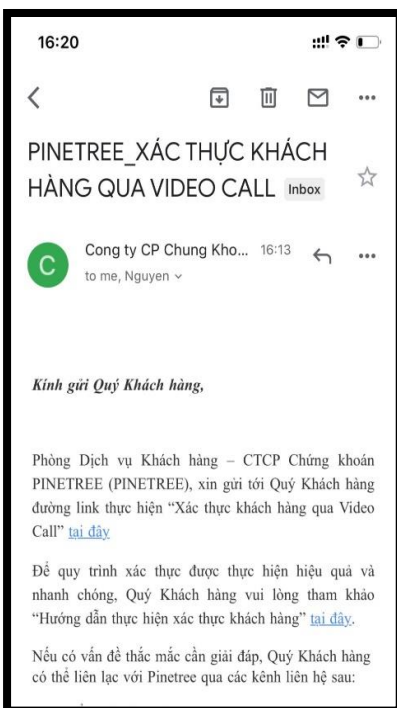 16:20
PINETREE_XÁC THỰC KHÁCH
HÀNG QUA VIDEO CALL Inbox
C
Cong ty CP Chung Kho... 16:13
to me, Nguyen
Kính gửi Quý Khách hàng,
Phòng Dịch vụ Khách hàng – CTCP Chứng khoán
PINETREE (PINETREE), xin gửi tới Quý Khách hàng
đường link thực hiện “Xác thực khách hàng qua Video
Call” tại đây
Để quy trình xác thực được thực hiện hiệu quả và
nhanh chóng, Quý Khách hàng vui lòng tham khảo
“Hướng dẫn thực hiện xác thực khách hàng” tại đây.
Nếu có vấn đề thắc mắc cần giải đáp, Quý Khách hàng
có thể liên lạc với Pinetree qua các kênh liên hệ sau: